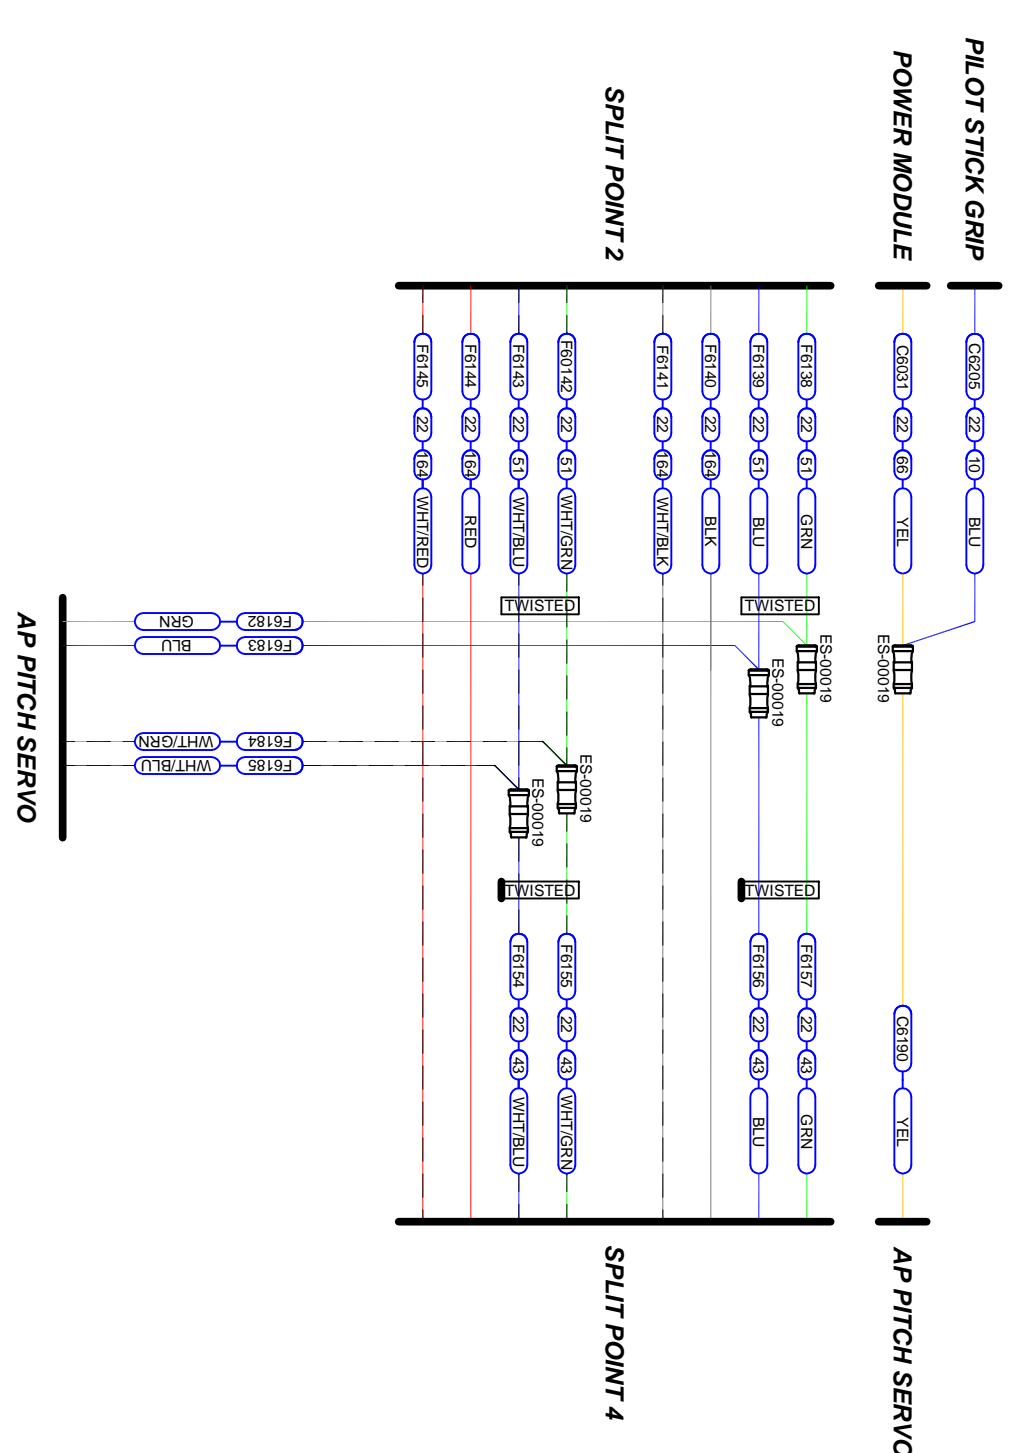 PILOT STICK GRIP
C6205 22 10 BLU
POWER MODULE
C6031 22 66 YEL
ES-00019
C6190 YEL
AP PITCH SERVO
SPLIT POINT 2
F6138 22 51 GRN
TWISTED
ES-00019
TWISTED
F6157 22 43 GRN
F6139 22 51 BLU
ES-00019
F6156 22 43 BLU
F6140 22 164 BLK
F6141 22 164 WHT/BLK
F60142 22 51 WHT/GRN
TWISTED
ES-00019
TWISTED
F6155 22 43 WHT/GRN
F6143 22 51 WHT/BLU
ES-00019
F6154 22 43 WHT/BLU
F6144 22 164 RED
F6145 22 164 WHT/RED
SPLIT POINT 4
F6182 GRN
F6183 BLU
F6184 WHT/GRN
F6185 WHT/BLU
AP PITCH SERVO